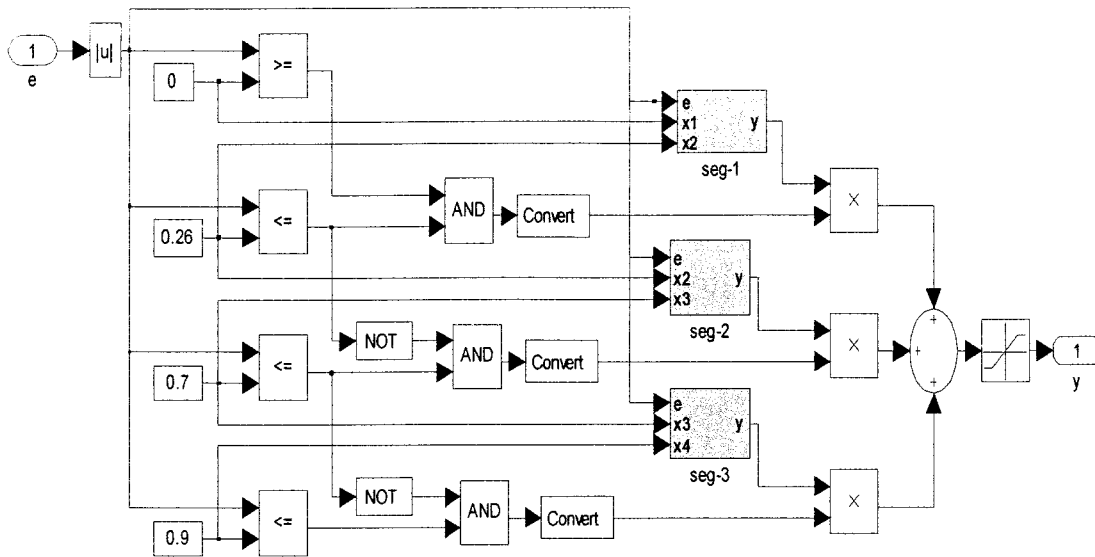 1
e
|u|
0
>=
e
x1
x2
y
seg-1
0.26
<=
AND
Convert
×
e
x2
x3
y
seg-2
0.7
<=
NOT
AND
Convert
×
+
+
+
1
y
e
x3
x4
y
seg-3
0.9
<=
NOT
AND
Convert
×